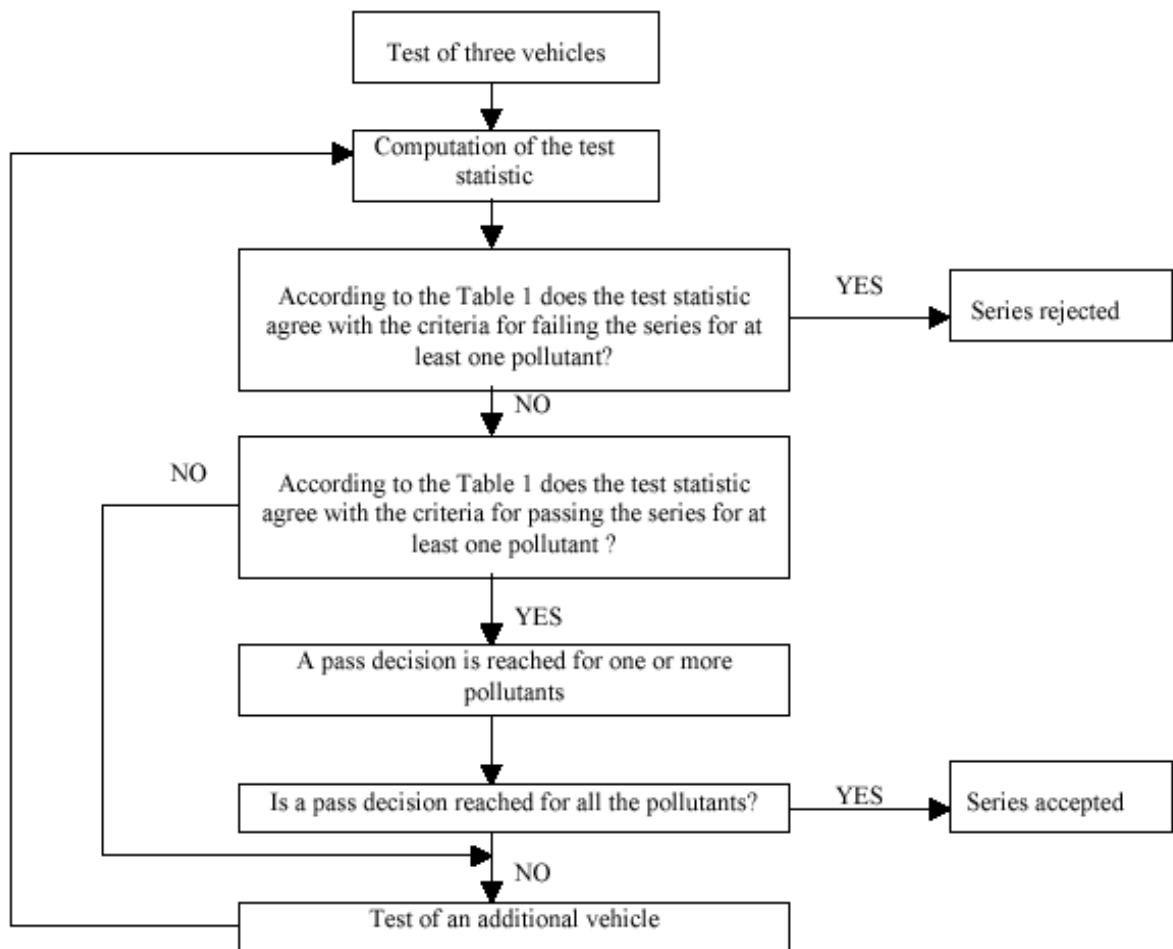 Test of three vehicles
Computation of the test
statistic
According to the Table 1 does the test statistic
agree with the criteria for failing the series for at
least one pollutant?
YES
Series rejected
NO
According to the Table 1 does the test statistic
agree with the criteria for passing the series for at
least one pollutant ?
NO
YES
A pass decision is reached for one or more
pollutants
Is a pass decision reached for all the pollutants?
YES
Series accepted
NO
Test of an additional vehicle